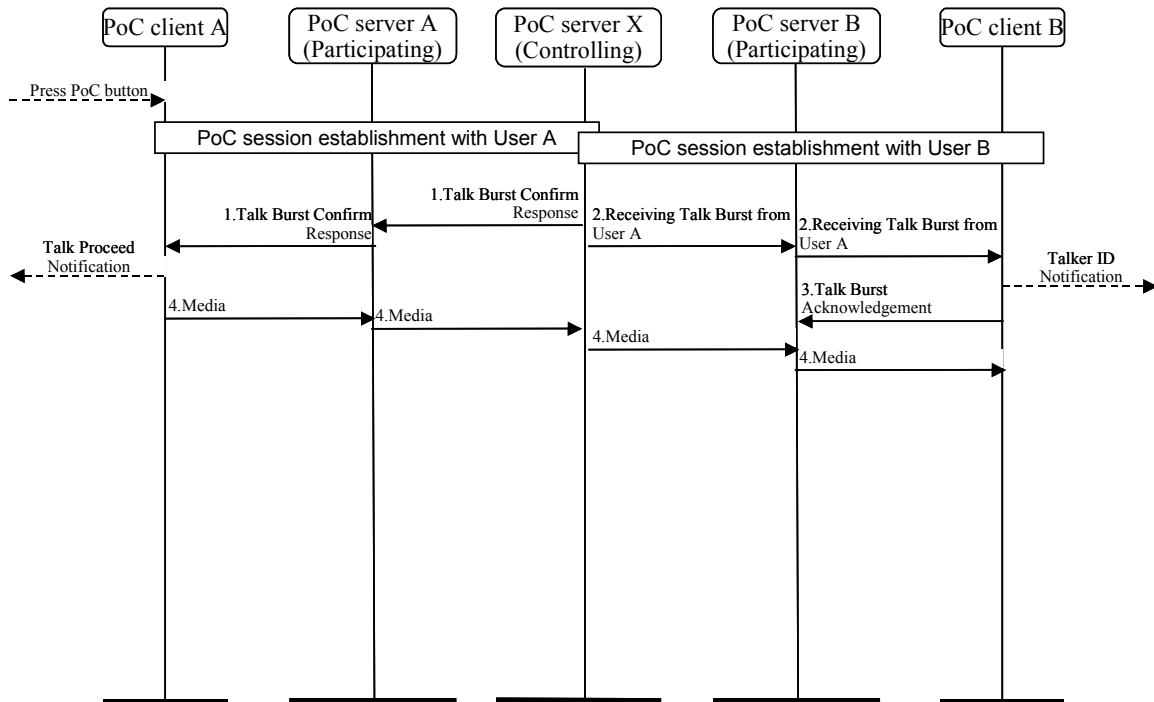 PoC client A
PoC server A
(Participating)
PoC server X
(Controlling)
PoC server B
(Participating)
PoC client B
Press PoC button
PoC session establishment with User A
PoC session establishment with User B
1.Talk Burst Confirm
Response
1.Talk Burst Confirm
Response
2.Receiving Talk Burst from
User A
2.Receiving Talk Burst from
User A
Talk Proceed
Notification
Talker ID
Notification
3.Talk Burst
Acknowledgement
4.Media
4.Media
4.Media
4.Media